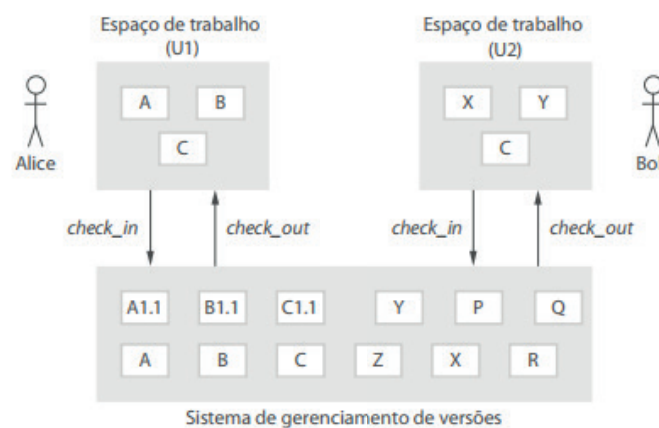 Espaço de trabalho
(U1)
Espaço de trabalho
(U2)
A B
C
X Y
C
Alice
Bo
check_in check_out
check_in check_out
A1.1 B1.1 C1.1 Y P Q
A B C Z X R
Sistema de gerenciamento de versões